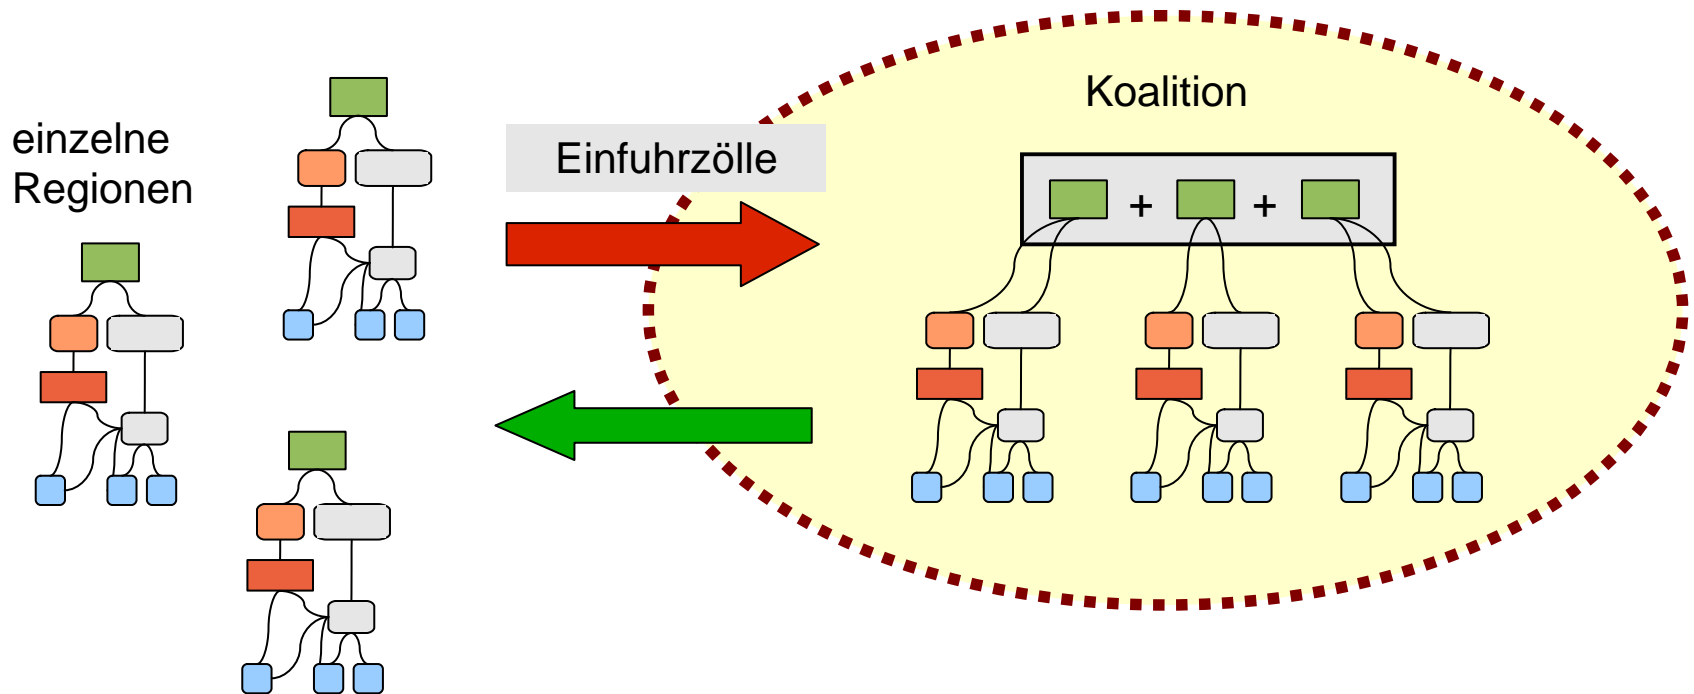 einzelne
Regionen
Einfuhrzölle
Koalition
+ +